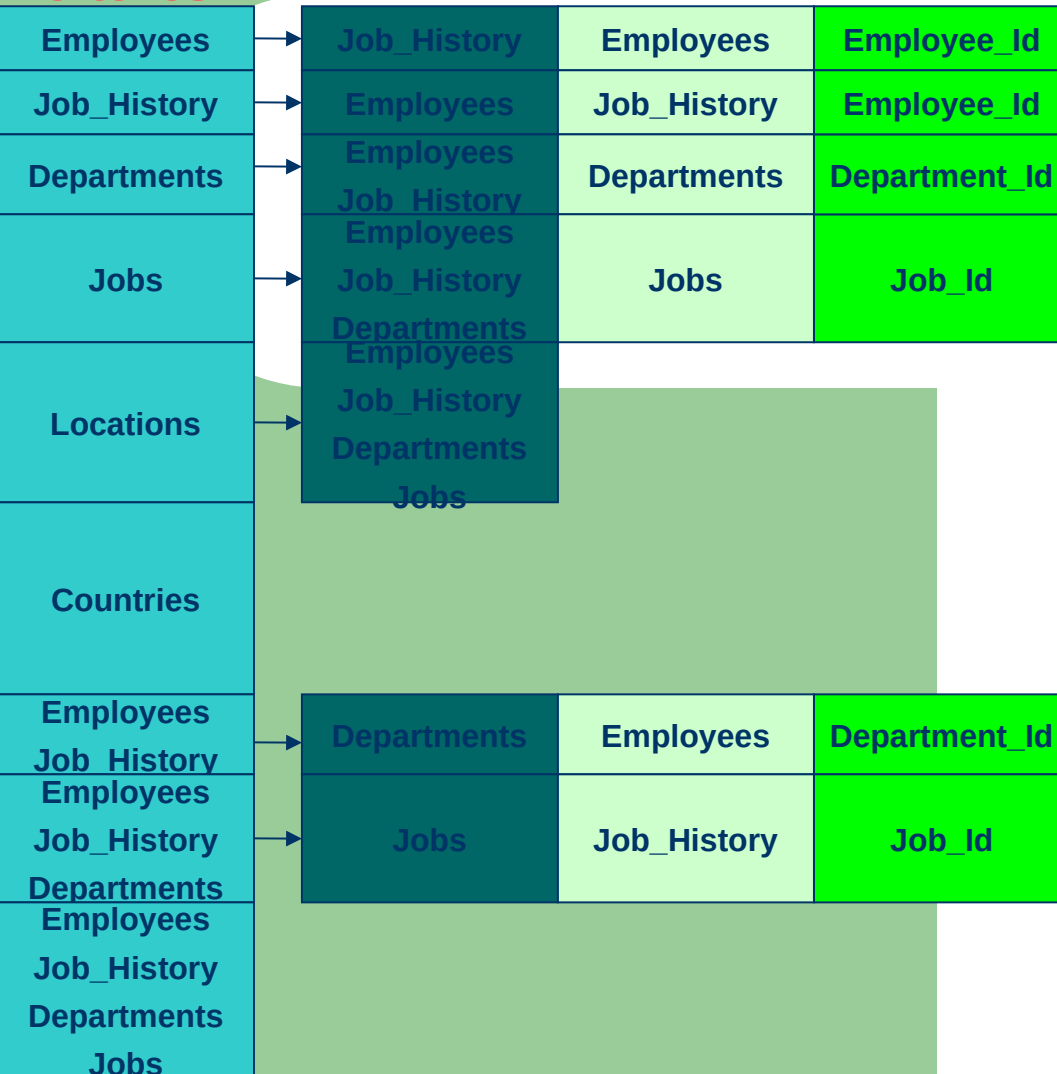 Employees Job_History Employees Employee_Id
Job_History Employees Job_History Employee_Id
Departments Employees Job_History Departments Department_Id
Jobs Employees Job_History Departments Jobs Job_Id
Locations Employees Job_History Departments Jobs
Countries
Employees Job_History Departments Employees Department_Id
Employees Job_History Departments Jobs Job_History Job_Id
Employees
Job_History
Departments
Jobs